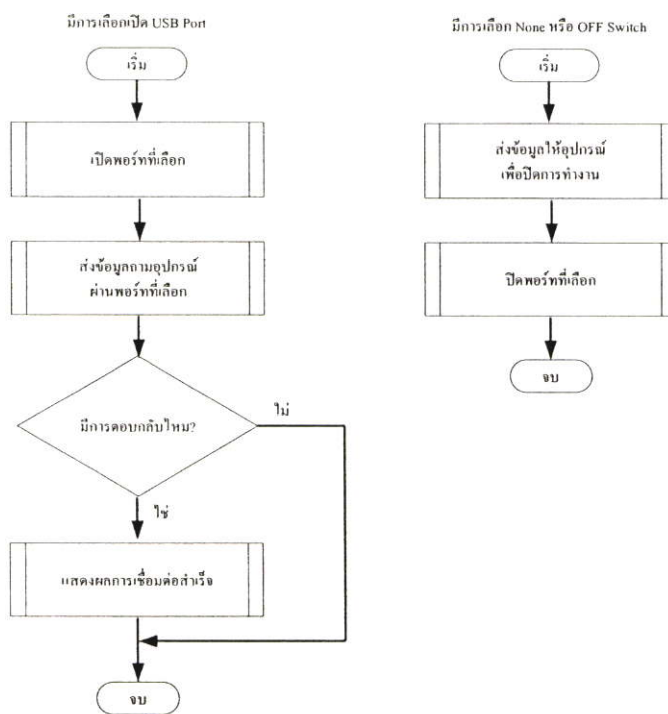 มีการเลือกเปิด USB Port
เริ่ม
เปิดพอร์ทที่เลือก
ส่งข้อมูลถามอุปกรณ์
ผ่านพอร์ทที่เลือก
มีการตอบกลับไหม?
ไม่
ใช่
แสดงผลการเชื่อมต่อสำเร็จ
จบ
มีการเลือก None หรือ OFF Switch
เริ่ม
ส่งข้อมูลให้อุปกรณ์
เพื่อปิดการทำงาน
ปิดพอร์ทที่เลือก
จบ